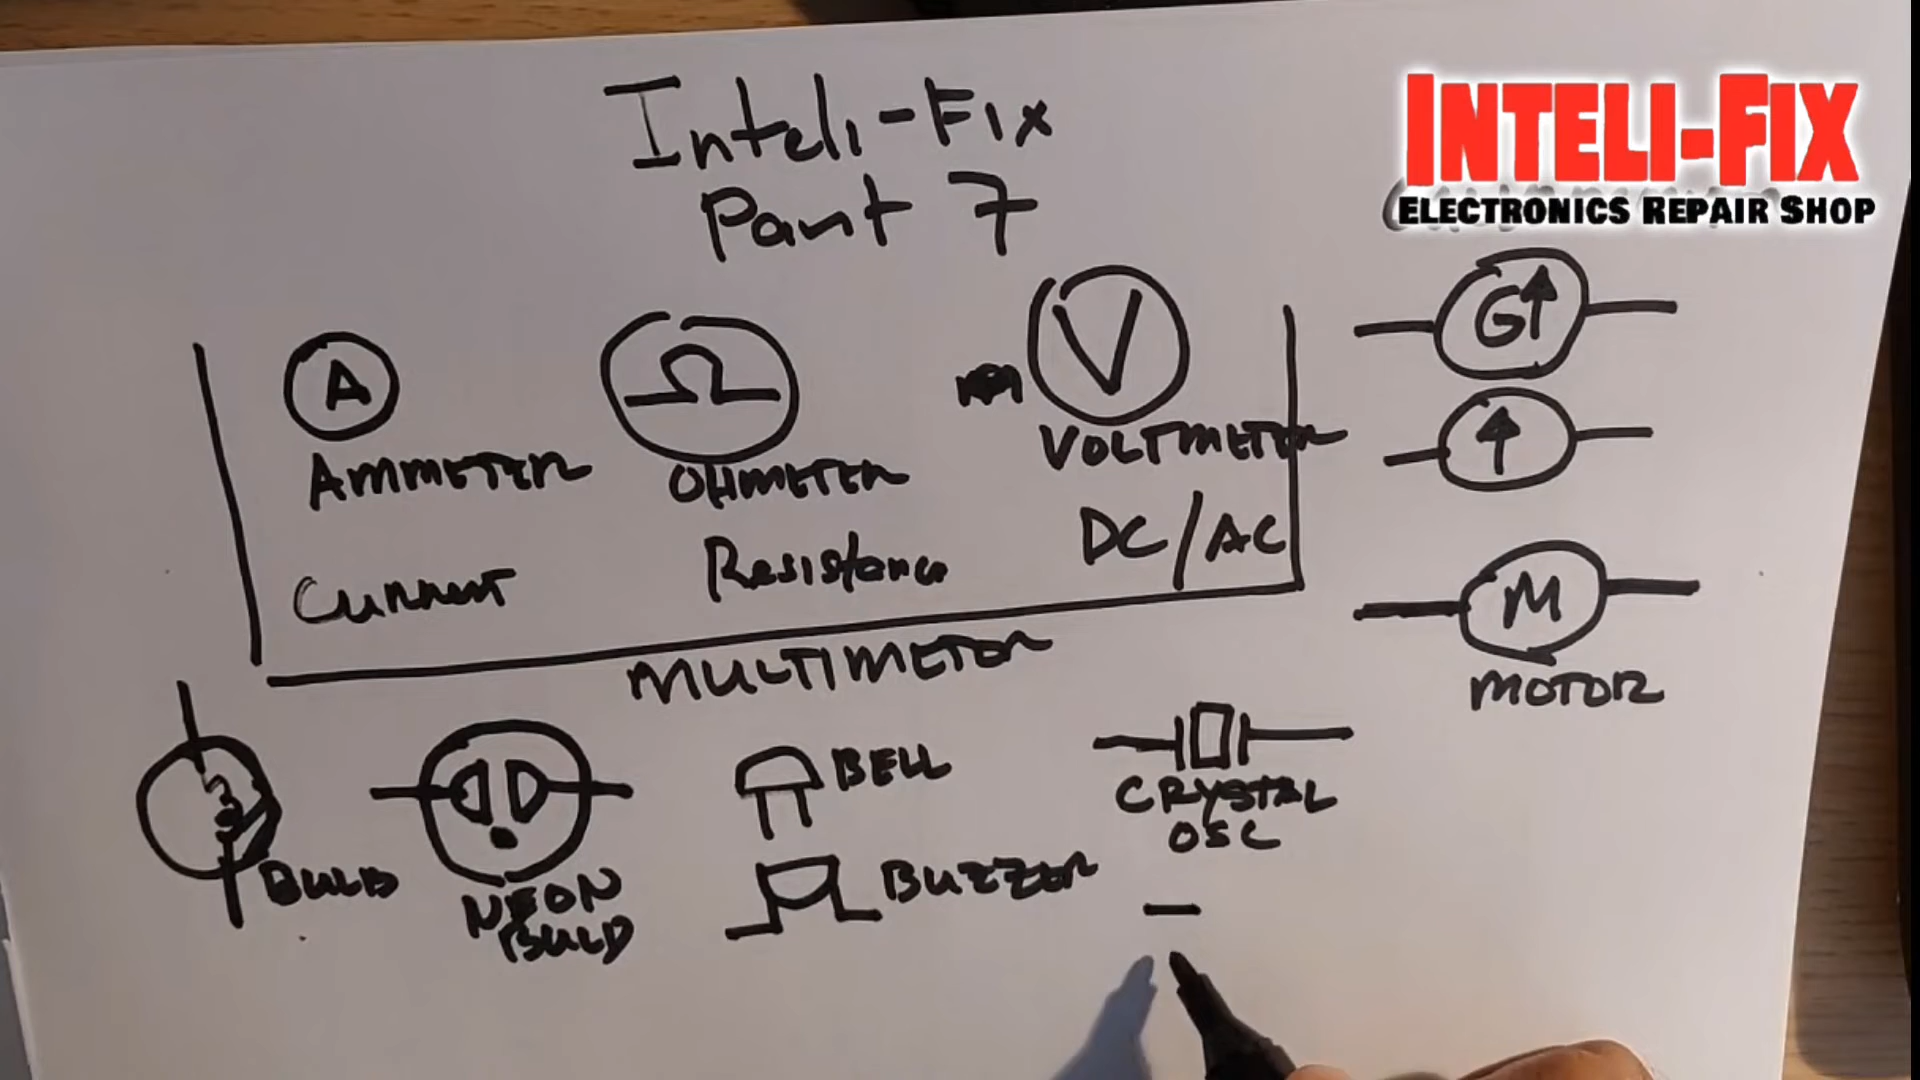 Inteli-Fix
Part 7
INTELI-FIX
ELECTRONICS REPAIR SHOP
A
Ω
V
G
AMMETER
OHMETER
VOLTMETER
Current
Resistance
DC/AC
M
MULTIMETER
MOTOR
BULB
NEON
BULB
BELL
BUZZER
CRYSTAL
OSC